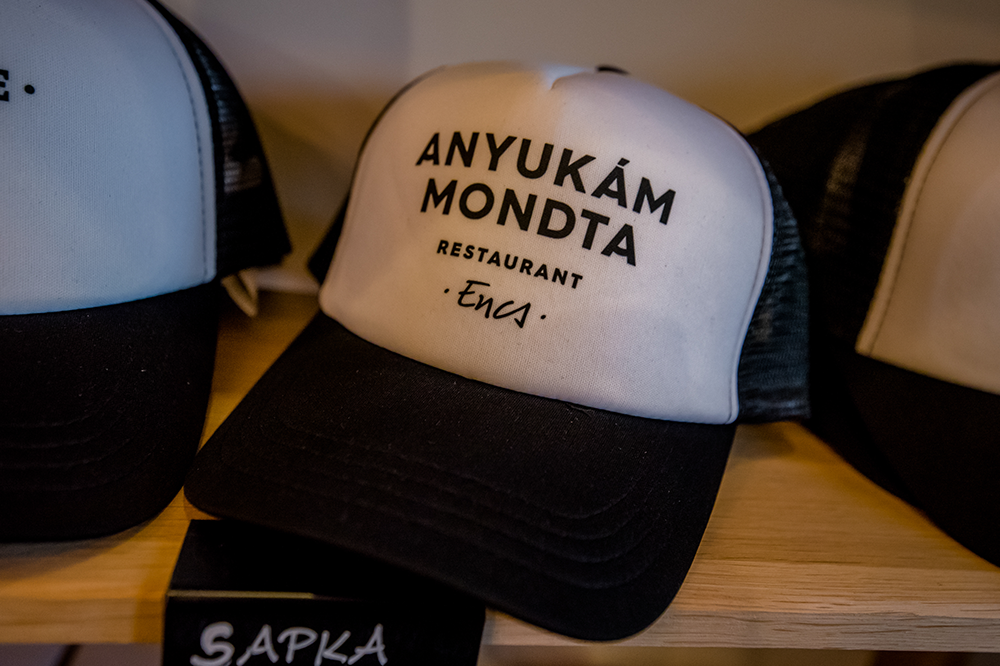 ANYUKÁM
MONDTA
RESTAURANT
· Encs ·
SAPKA